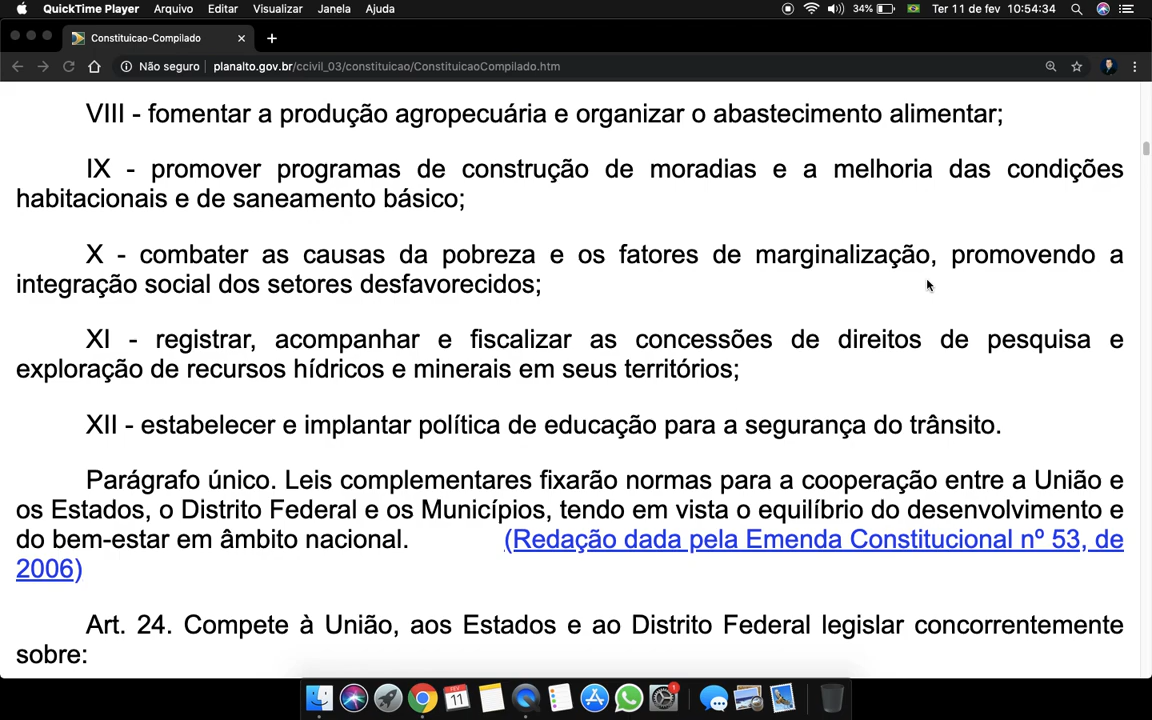 QuickTime Player Arquivo Editar Visualizar Janela Ajuda 34% Ter 11 de fev 10:54:34
Constituicao-Compilado
Não seguro planalto.gov.br/ccivil_03/constituicao/ConstituicaoCompilado.htm
VIII - fomentar a produção agropecuária e organizar o abastecimento alimentar;
IX - promover programas de construção de moradias e a melhoria das condições
habitacionais e de saneamento básico;
X - combater as causas da pobreza e os fatores de marginalização, promovendo a
integração social dos setores desfavorecidos;
XI - registrar, acompanhar e fiscalizar as concessões de direitos de pesquisa e
exploração de recursos hídricos e minerais em seus territórios;
XII - estabelecer e implantar política de educação para a segurança do trânsito.
Parágrafo único. Leis complementares fixarão normas para a cooperação entre a União e
os Estados, o Distrito Federal e os Municípios, tendo em vista o equilíbrio do desenvolvimento e
do bem-estar em âmbito nacional. (Redação dada pela Emenda Constitucional nº 53, de
2006)
Art. 24. Compete à União, aos Estados e ao Distrito Federal legislar concorrentemente
sobre:
FEV
11
1